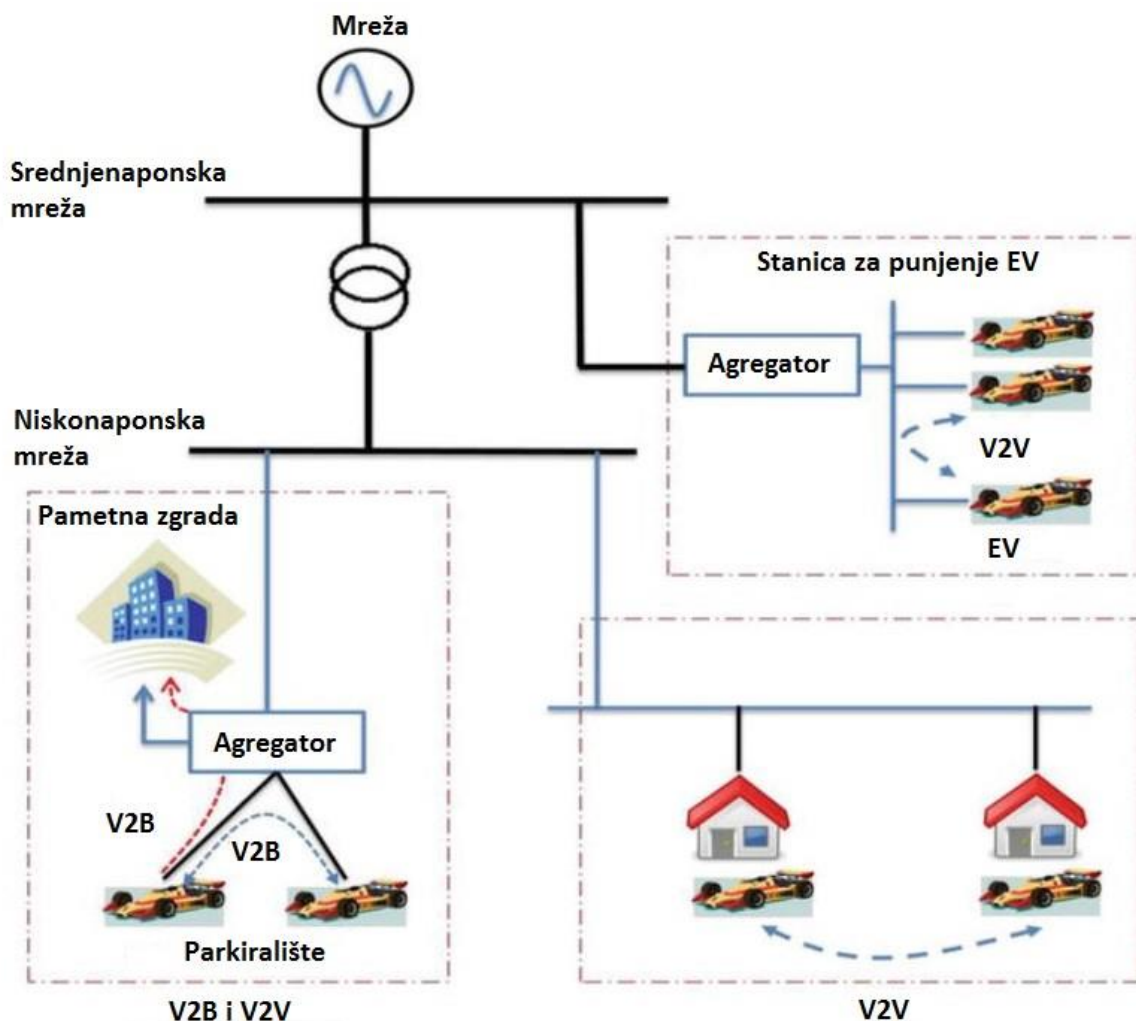 Mreža
Srednjenaponska
mreža
Stanica za punjenje EV
Agregator
V2V
EV
Niskonaponska
mreža
Pametna zgrada
Agregator
V2B
V2B
Parkiralište
V2B i V2V
V2V